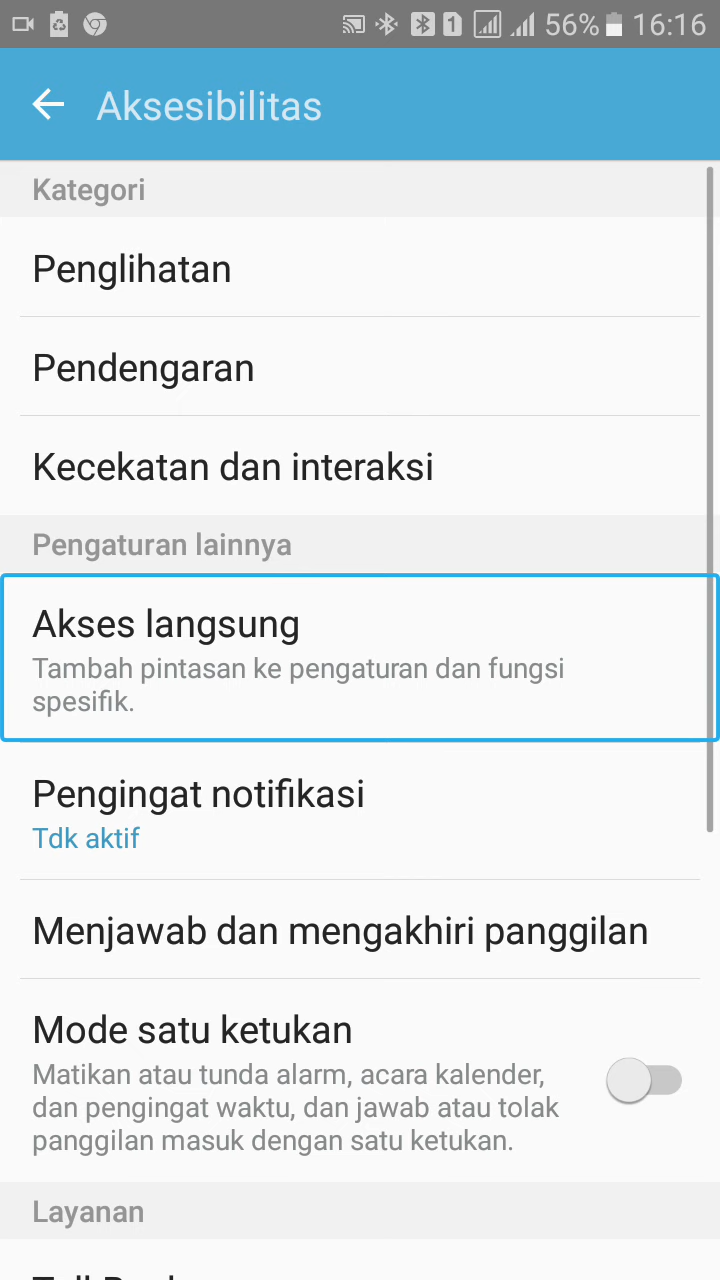 56% 16:16
Aksesibilitas
Kategori
Penglihatan
Pendengaran
Kecekatan dan interaksi
Pengaturan lainnya
Akses langsung
Tambah pintasan ke pengaturan dan fungsi
spesifik.
Pengingat notifikasi
Tdk aktif
Menjawab dan mengakhiri panggilan
Mode satu ketukan
Matikan atau tunda alarm, acara kalender,
dan pengingat waktu, dan jawab atau tolak
panggilan masuk dengan satu ketukan.
Layanan